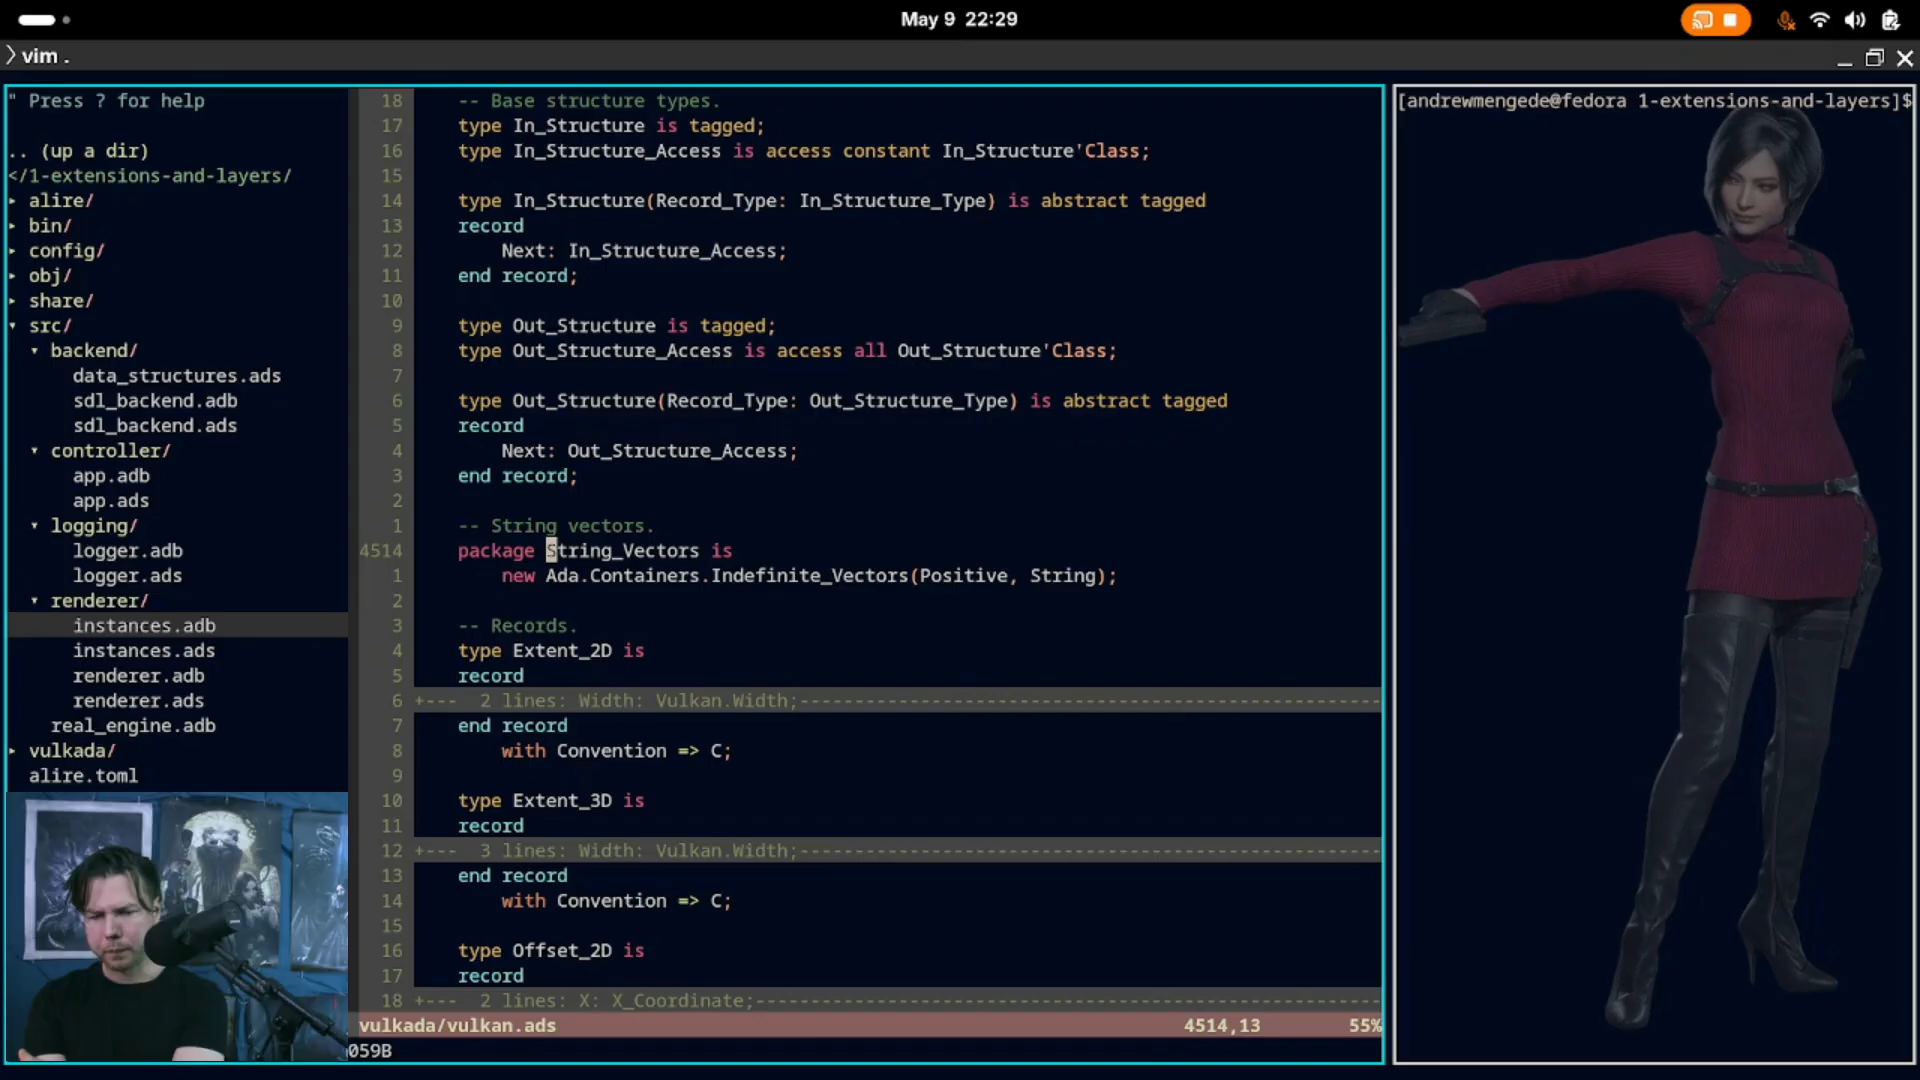 May 9 22:29
vim .
" Press ? for help
.. (up a dir)
</1-extensions-and-layers/
▸ alire/
▸ bin/
▸ config/
▸ obj/
▸ share/
▾ src/
▾ backend/
data_structures.ads
sdl_backend.adb
sdl_backend.ads
▾ controller/
app.adb
app.ads
▾ logging/
logger.adb
logger.ads
▾ renderer/
instances.adb
instances.ads
renderer.adb
renderer.ads
real_engine.adb
▸ vulkada/
alire.toml
18 -- Base structure types.
17 type In_Structure is tagged;
16 type In_Structure_Access is access constant In_Structure'Class;
15
14 type In_Structure(Record_Type: In_Structure_Type) is abstract tagged
13 record
12 Next: In_Structure_Access;
11 end record;
10
9 type Out_Structure is tagged;
8 type Out_Structure_Access is access all Out_Structure'Class;
7
6 type Out_Structure(Record_Type: Out_Structure_Type) is abstract tagged
5 record
4 Next: Out_Structure_Access;
3 end record;
2
1 -- String vectors.
4514 package String_Vectors is
1 new Ada.Containers.Indefinite_Vectors(Positive, String);
2
3 -- Records.
4 type Extent_2D is
5 record
6 +--- 2 lines: Width: Vulkan.Width;------------------------------------------------------
7 end record
8 with Convention => C;
9
10 type Extent_3D is
11 record
12 +--- 3 lines: Width: Vulkan.Width;------------------------------------------------------
13 end record
14 with Convention => C;
15
16 type Offset_2D is
17 record
18 +--- 2 lines: X: X_Coordinate;----------------------------------------------------------
vulkada/vulkan.ads 4514,13 55%
059B
[andrewmengede@fedora 1-extensions-and-layers]$